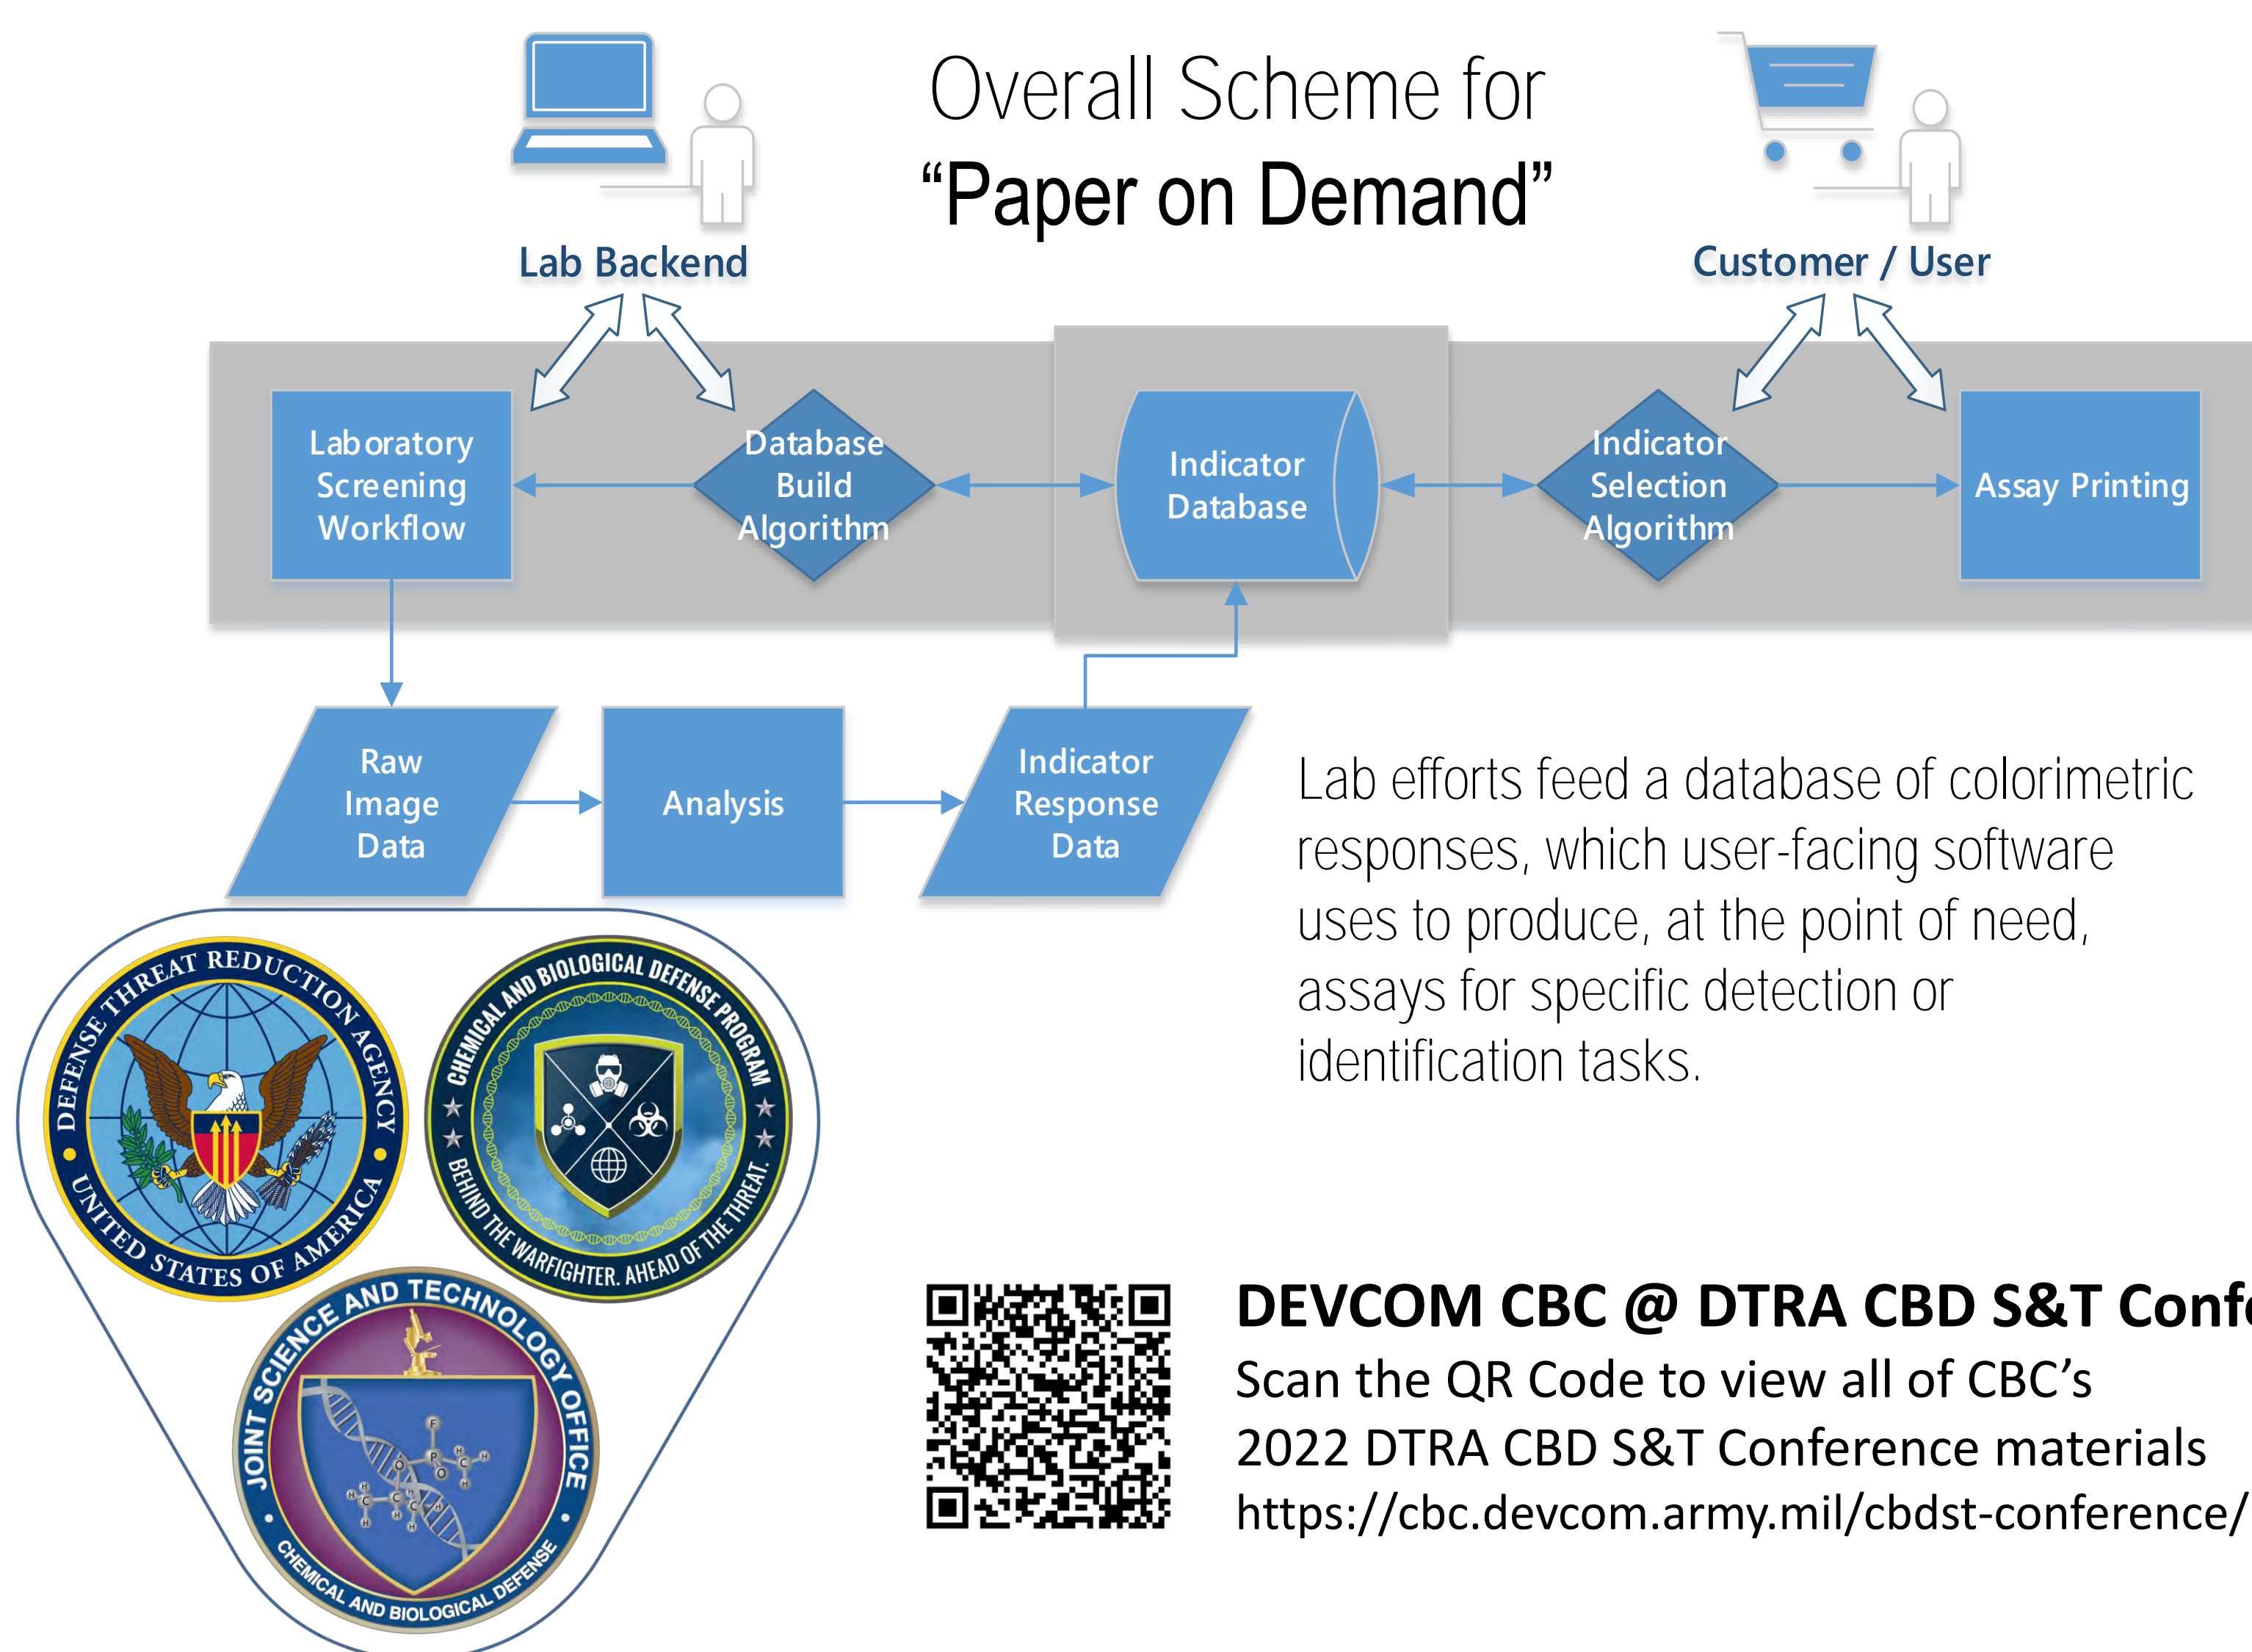 Overall Scheme for
“Paper on Demand”
Lab Backend
Customer / User
Laboratory
Screening
Workflow
Database
Build
Algorithm
Indicator
Database
Indicator
Selection
Algorithm
Assay Printing
Raw
Image
Data
Analysis
Indicator
Response
Data
Lab efforts feed a database of colorimetric
responses, which user-facing software
uses to produce, at the point of need,
assays for specific detection or
identification tasks.
DEFENSE THREAT REDUCTION AGENCY
UNITED STATES OF AMERICA
CHEMICAL AND BIOLOGICAL DEFENSE PROGRAM
BEHIND THE WARFIGHTER. AHEAD OF THE THREAT.
JOINT SCIENCE AND TECHNOLOGY OFFICE
CHEMICAL AND BIOLOGICAL DEFENSE
DEVCOM CBC @ DTRA CBD S&T
Scan the QR Code to view all of CBC’s
2022 DTRA CBD S&T Conference materials
https://cbc.devcom.army.mil/cbdst-conference/